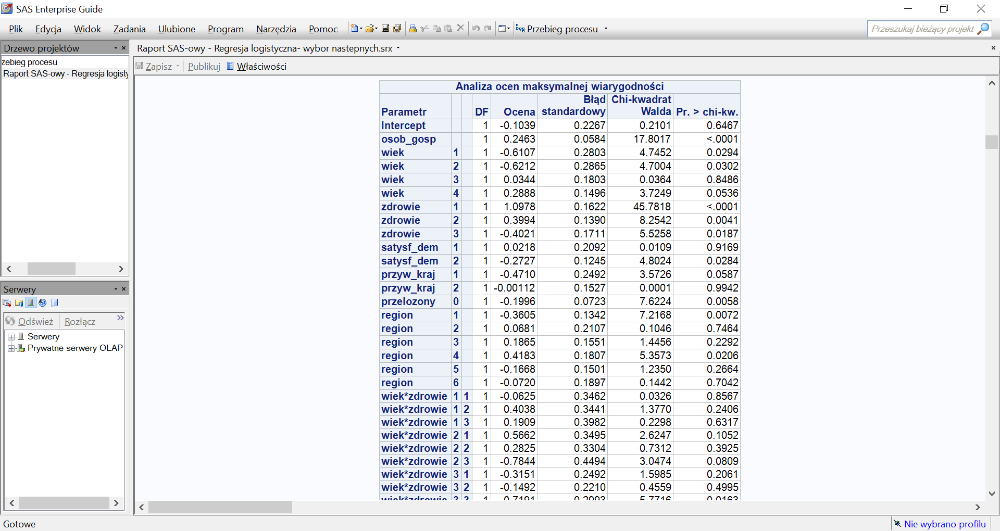 SAS Enterprise Guide
Plik Edycja Widok Zadania Ulubione Program Narzędzia Pomoc Przebieg procesu Przeszukaj bieżący projekt
Drzewo projektów
zebieg procesu
Raport SAS-owy - Regresja logisty
Serwery
Odśwież Rozłącz
Serwery
Prywatne serwery OLAP
Raport SAS-owy - Regresja logistyczna- wybor nastepnych.srx
Zapisz Publikuj Właściwości
Analiza ocen maksymalnej wiarygodności
Parametr DF Ocena Błąd standardowy Chi-kwadrat Walda Pr. > chi-kw.
Intercept 1 -0.1039 0.2267 0.2101 0.6467
osob_gosp 1 0.2463 0.0584 17.8017 <.0001
wiek 1 1 -0.6107 0.2803 4.7452 0.0294
wiek 2 1 -0.6212 0.2865 4.7004 0.0302
wiek 3 1 0.0344 0.1803 0.0364 0.8486
wiek 4 1 0.2888 0.1496 3.7249 0.0536
zdrowie 1 1 1.0978 0.1622 45.7818 <.0001
zdrowie 2 1 0.3994 0.1390 8.2542 0.0041
zdrowie 3 1 -0.4021 0.1711 5.5258 0.0187
satysf_dem 1 1 0.0218 0.2092 0.0109 0.9169
satysf_dem 2 1 -0.2727 0.1245 4.8024 0.0284
przyw_kraj 1 1 -0.4710 0.2492 3.5726 0.0587
przyw_kraj 2 1 -0.00112 0.1527 0.0001 0.9942
przelozony 0 1 -0.1996 0.0723 7.6224 0.0058
region 1 1 -0.3605 0.1342 7.2168 0.0072
region 2 1 0.0681 0.2107 0.1046 0.7464
region 3 1 0.1865 0.1551 1.4456 0.2292
region 4 1 0.4183 0.1807 5.3573 0.0206
region 5 1 -0.1668 0.1501 1.2350 0.2664
region 6 1 -0.0720 0.1897 0.1442 0.7042
wiek*zdrowie 1 1 1 -0.0625 0.3462 0.0326 0.8567
wiek*zdrowie 1 2 1 0.4038 0.3441 1.3770 0.2406
wiek*zdrowie 1 3 1 0.1909 0.3982 0.2298 0.6317
wiek*zdrowie 2 1 1 0.5662 0.3495 2.6247 0.1052
wiek*zdrowie 2 2 1 0.2825 0.3304 0.7312 0.3925
wiek*zdrowie 2 3 1 -0.7844 0.4494 3.0474 0.0809
wiek*zdrowie 3 1 1 -0.3151 0.2492 1.5985 0.2061
wiek*zdrowie 3 2 1 -0.1492 0.2210 0.4559 0.4995
wiek*zdrowie 3 3 1 0.7191 0.2993 5.7716 0.0163
Gotowe
Nie wybrano profilu